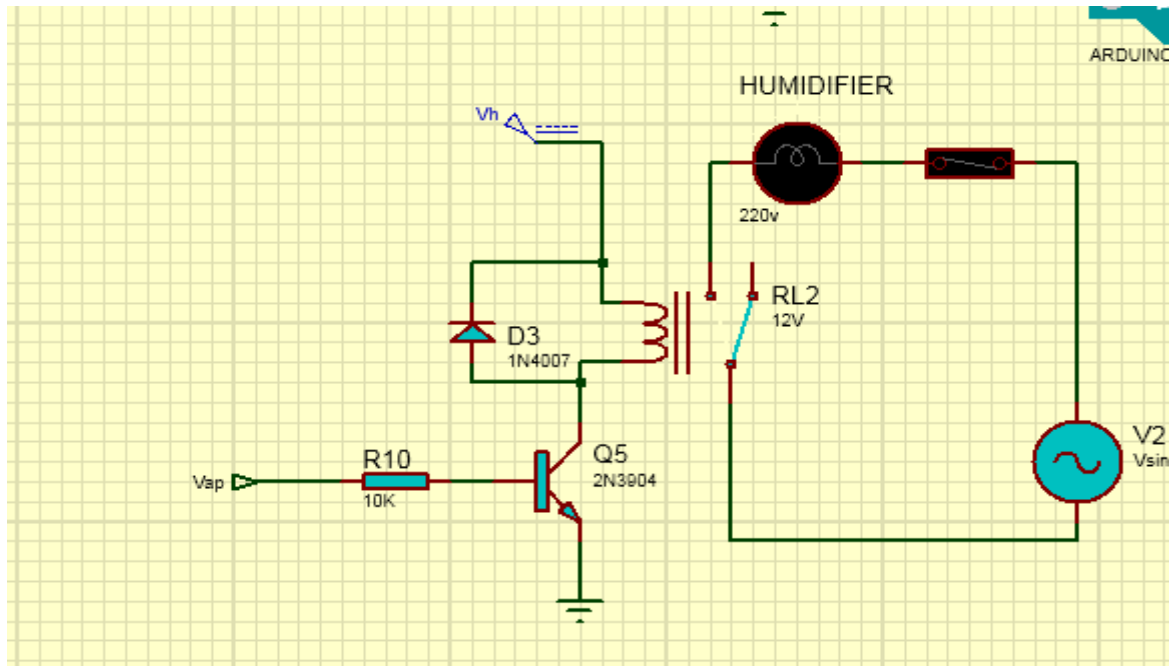 ARDUINO
HUMIDIFIER
Vh
220v
RL2
12V
D3
1N4007
R10
10K
Vap
Q5
2N3904
V2
Vsin